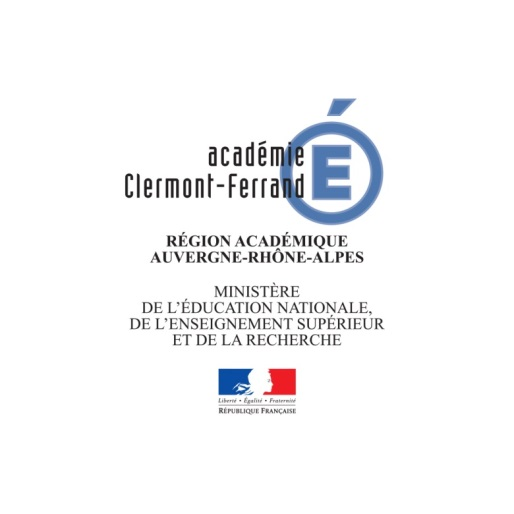 académie
Clermont-Ferrand
É
RÉGION ACADÉMIQUE
AUVERGNE-RHÔNE-ALPES
MINISTÈRE
DE L'ÉDUCATION NATIONALE,
DE L'ENSEIGNEMENT SUPÉRIEUR
ET DE LA RECHERCHE
Liberté • Égalité • Fraternité
RÉPUBLIQUE FRANÇAISE